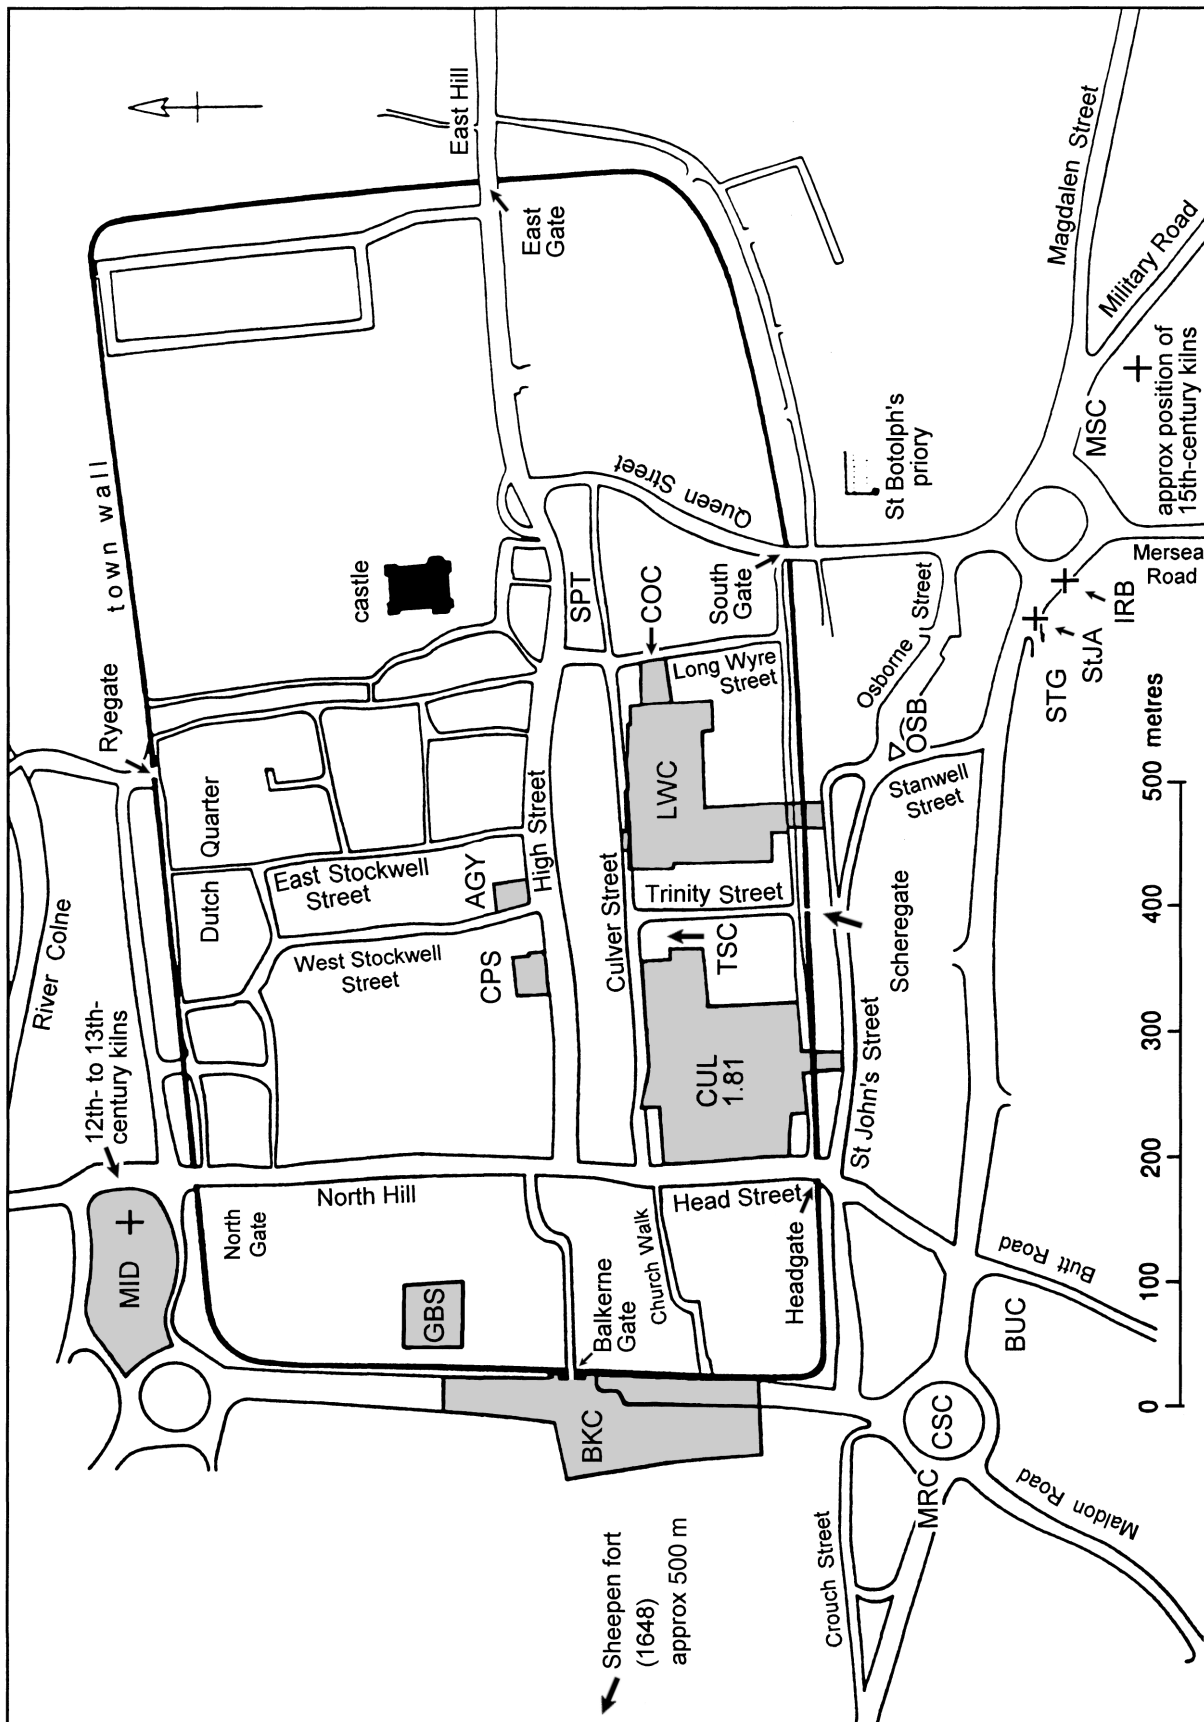 River Colne
12th- to 13th-
century kilns
MID
North
Gate
North Hill
GBS
BKC
Balkerne
Gate
Church Walk
Head Street
Headgate
Sheepen fort
(1648)
approx 500 m
Crouch Street
MRC
CSC
Maldon Road
BUC
Butt Road
St John's Street
Scheregate
Ryegate
town wall
Dutch Quarter
East Stockwell
Street
West Stockwell
Street
AGY
CPS
High Street
Culver Street
CUL
1.81
TSC
Trinity Street
LWC
Long Wyre
Street
COC
SPT
castle
Queen Street
South
Gate
East Hill
East
Gate
St Botolph's
priory
Osborne
Street
OSB
Stanwell
Street
STG
StJA
IRB
Mersea
Road
MSC
Magdalen Street
Military Road
approx position of
15th-century kilns
0 100 200 300 400 500 metres